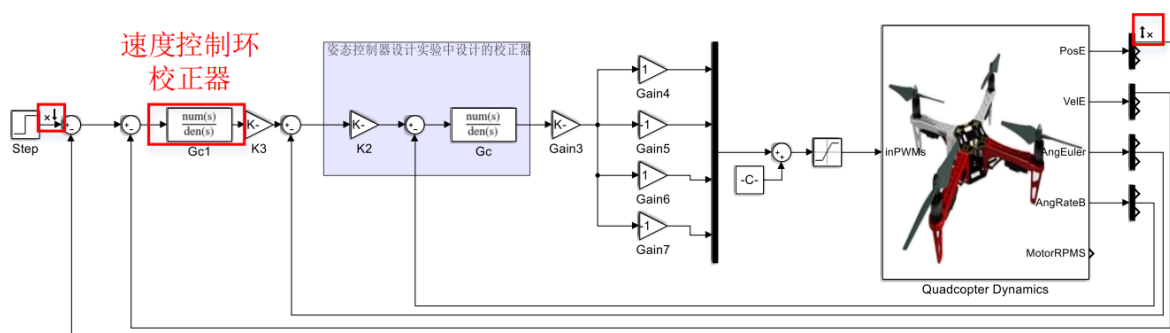 速度控制环
校正器
姿态控制器设计实验中设计的校正器
Step
num(s)
den(s)
Gc1
K-
K3
K-
K2
num(s)
den(s)
Gc
K-
Gain3
1
Gain4
1
Gain5
1
Gain6
-1
Gain7
-C-
inPWMs
PosE
VelE
AngEuler
AngRateB
MotorRPMS
Quadcopter Dynamics